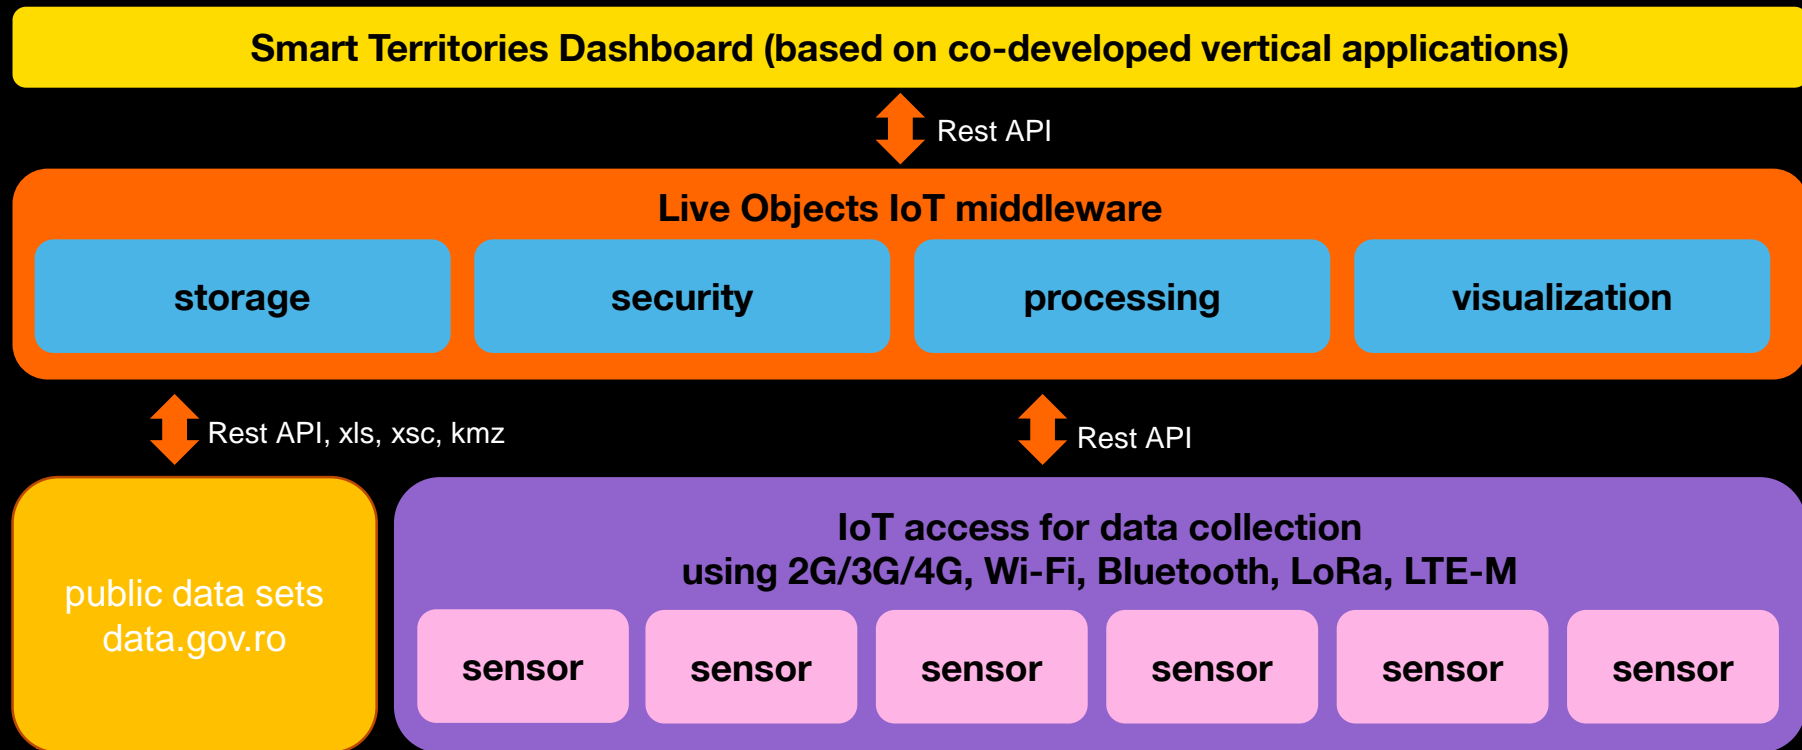 Smart Territories Dashboard (based on co-developed vertical applications)
Rest API
Live Objects IoT middleware
storage
security
processing
visualization
Rest API, xls, xsc, kmz
Rest API
public data sets
data.gov.ro
IoT access for data collection
using 2G/3G/4G, Wi-Fi, Bluetooth, LoRa, LTE-M
sensor
sensor
sensor
sensor
sensor
sensor